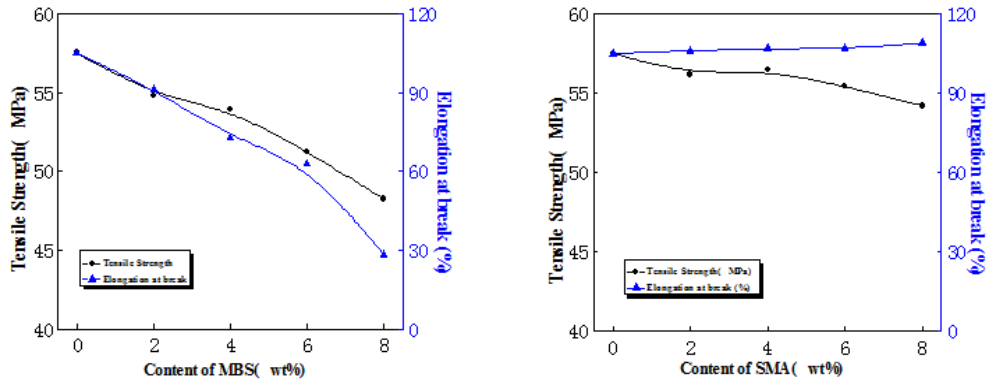 60
55
50
45
40
Tensile Strength( MPa)
120
90
60
30
0
Elongation at break (%)
Tensile Strength
Elongation at break
0 2 4 6 8
Content of MBS( wt%)
60
55
50
45
40
Tensile Strength( MPa)
120
90
60
30
0
Elongation at break (%)
Tensile Strength( MPa)
Elongation at break (%)
0 2 4 6 8
Content of SMA( wt%)